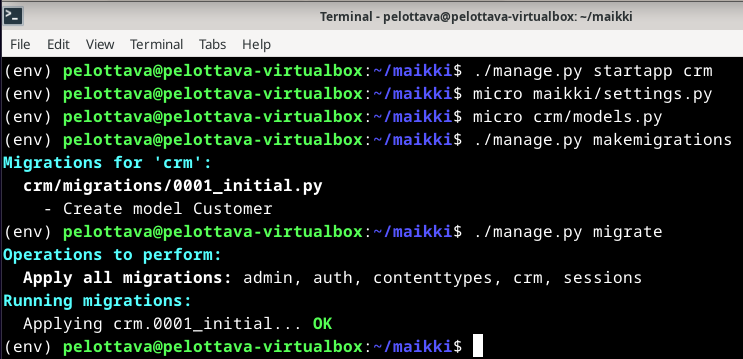 Terminal - pelottava@pelottava-virtualbox: ~/maikki
File Edit View Terminal Tabs Help
(env) pelottava@pelottava-virtualbox:~/maikki$ ./manage.py startapp crm
(env) pelottava@pelottava-virtualbox:~/maikki$ micro maikki/settings.py
(env) pelottava@pelottava-virtualbox:~/maikki$ micro crm/models.py
(env) pelottava@pelottava-virtualbox:~/maikki$ ./manage.py makemigrations
Migrations for 'crm':
  crm/migrations/0001_initial.py
    - Create model Customer
(env) pelottava@pelottava-virtualbox:~/maikki$ ./manage.py migrate
Operations to perform:
  Apply all migrations: admin, auth, contenttypes, crm, sessions
Running migrations:
  Applying crm.0001_initial... OK
(env) pelottava@pelottava-virtualbox:~/maikki$